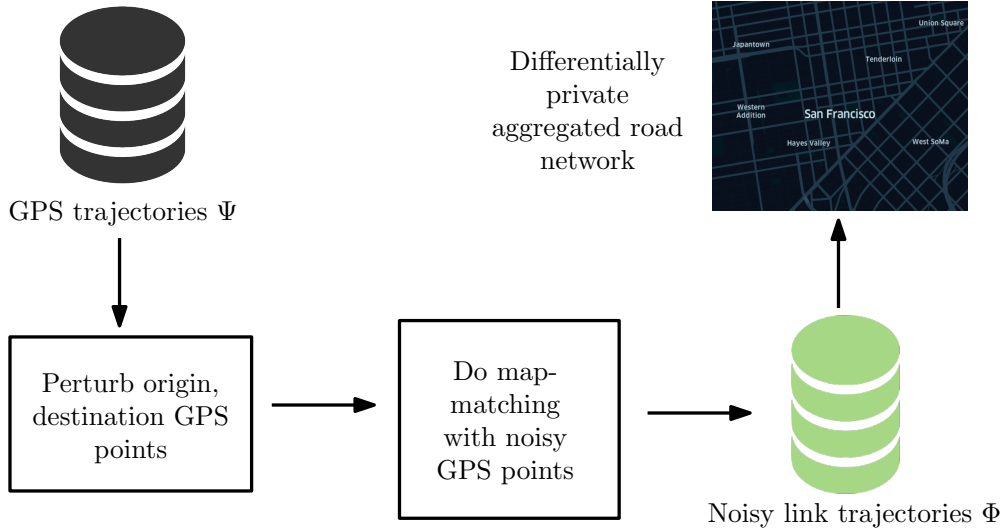 GPS trajectories Ψ
Perturb origin,
destination GPS
points
Do map-
matching
with noisy
GPS points
Noisy link trajectories Φ
Differentially
private
aggregated road
network
Union Square
Japantown
Tenderloin
Western
Addition
San Francisco
Hayes Valley
West SoMa